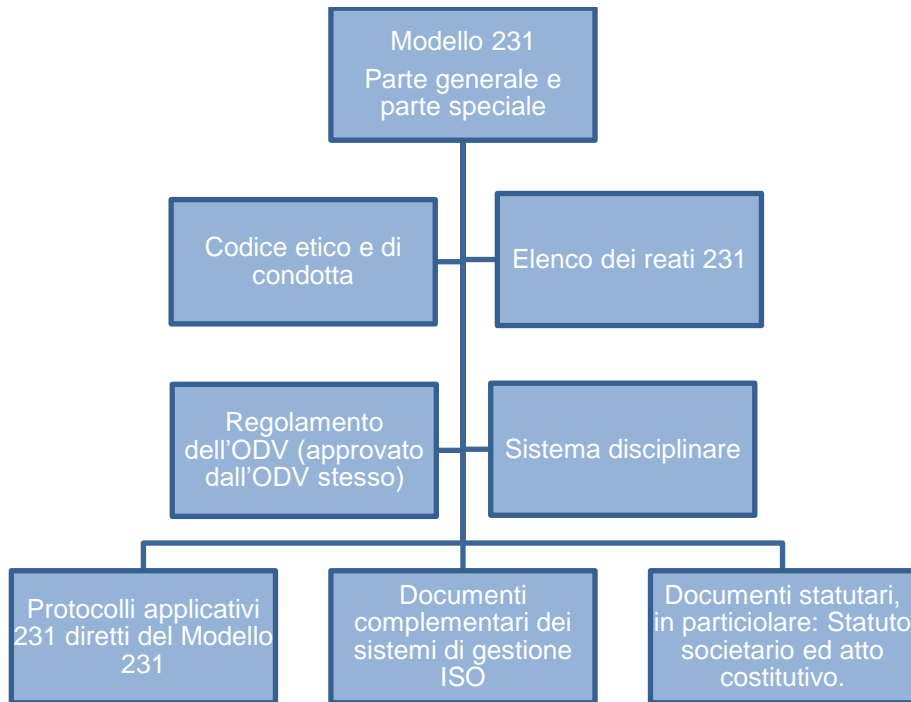 Modello 231
Parte generale e
parte speciale
Codice etico e di
condotta
Elenco dei reati 231
Regolamento
dell’ODV (approvato
dall’ODV stesso)
Sistema disciplinare
Protocolli applicativi
231 diretti del Modello
231
Documenti
complementari dei
sistemi di gestione
ISO
Documenti statutari,
in particiolare: Statuto
societario ed atto
costitutivo.